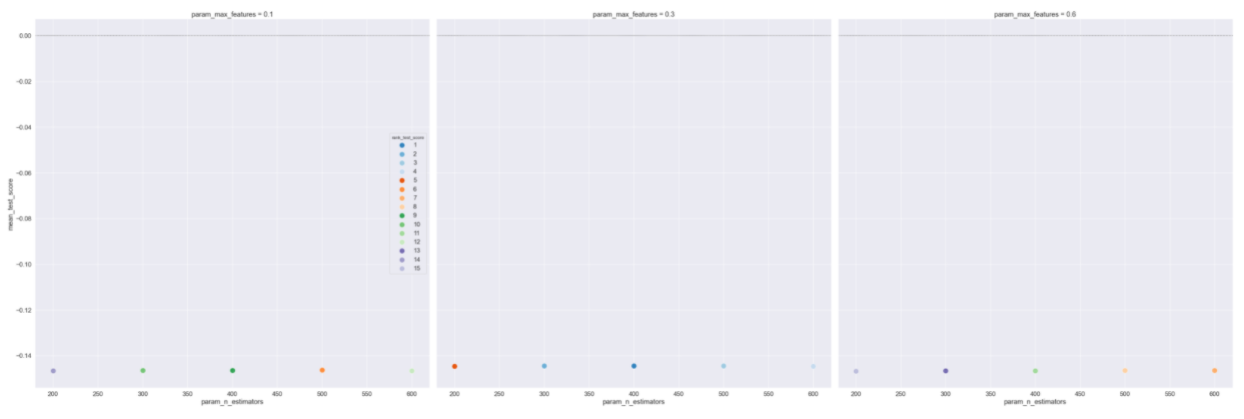 param_max_features = 0.1
param_max_features = 0.3
param_max_features = 0.6
0.00
−0.02
−0.04
−0.06
−0.08
−0.10
−0.12
−0.14
mean_test_score
rank_test_score
1
2
3
4
5
6
7
8
9
10
11
12
13
14
15
200 250 300 350 400 450 500 550 600
200 250 300 350 400 450 500 550 600
200 250 300 350 400 450 500 550 600
param_n_estimators
param_n_estimators
param_n_estimators